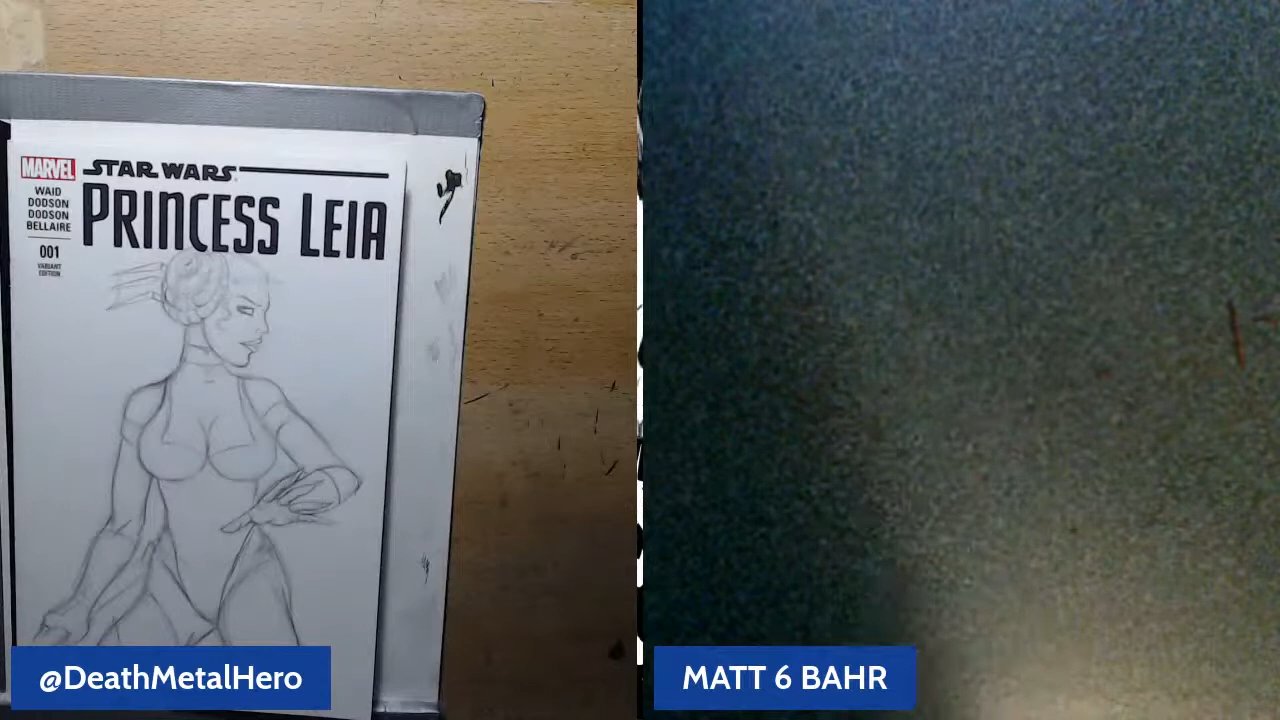 MARVEL
STAR WARS
PRINCESS LEIA
WAID
DODSON
DODSON
BELLAIRE
001
VARIANT
EDITION
@DeathMetalHero
MATT 6 BAHR